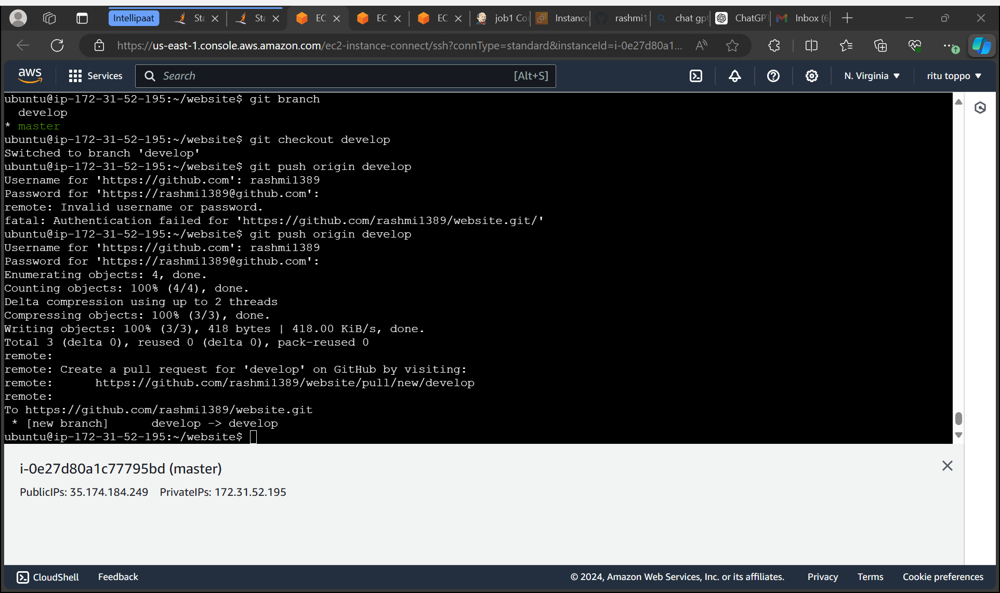 Intellipaat
Sta
Sta
EC
EC
EC
job1 Co
Instance
rashmi1
chat gpt
ChatGP
Inbox (6
https://us-east-1.console.aws.amazon.com/ec2-instance-connect/ssh?connType=standard&instanceId=i-0e27d80a1...
aws
Services
Search
[Alt+S]
N. Virginia
ritu toppo
ubuntu@ip-172-31-52-195:~/website$ git branch
develop
* master
ubuntu@ip-172-31-52-195:~/website$ git checkout develop
Switched to branch 'develop'
ubuntu@ip-172-31-52-195:~/website$ git push origin develop
Username for 'https://github.com': rashmi1389
Password for 'https://rashmi1389@github.com':
remote: Invalid username or password.
fatal: Authentication failed for 'https://github.com/rashmi1389/website.git/'
ubuntu@ip-172-31-52-195:~/website$ git push origin develop
Username for 'https://github.com': rashmi1389
Password for 'https://rashmi1389@github.com':
Enumerating objects: 4, done.
Counting objects: 100% (4/4), done.
Delta compression using up to 2 threads
Compressing objects: 100% (3/3), done.
Writing objects: 100% (3/3), 418 bytes | 418.00 KiB/s, done.
Total 3 (delta 0), reused 0 (delta 0), pack-reused 0
remote:
remote: Create a pull request for 'develop' on GitHub by visiting:
remote:      https://github.com/rashmi1389/website/pull/new/develop
remote:
To https://github.com/rashmi1389/website.git
* [new branch]      develop -> develop
ubuntu@ip-172-31-52-195:~/website$
i-0e27d80a1c77795bd (master)
PublicIPs: 35.174.184.249 PrivateIPs: 172.31.52.195
CloudShell
Feedback
© 2024, Amazon Web Services, Inc. or its affiliates.
Privacy
Terms
Cookie preferences